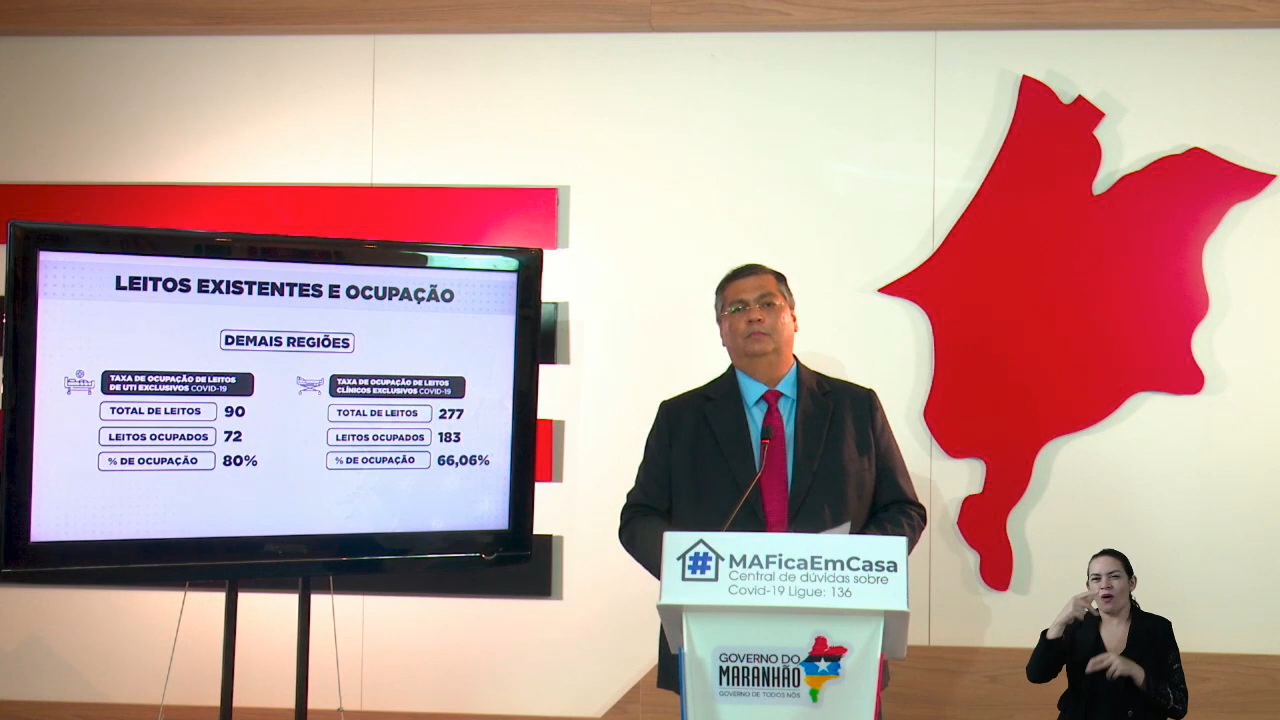 LEITOS EXISTENTES E OCUPAÇÃO
DEMAIS REGIÕES
TAXA DE OCUPAÇÃO DE LEITOS
DE UTI EXCLUSIVOS COVID-19
TOTAL DE LEITOS 90
LEITOS OCUPADOS 72
% DE OCUPAÇÃO 80%
TAXA DE OCUPAÇÃO DE LEITOS
CLÍNICOS EXCLUSIVOS COVID-19
TOTAL DE LEITOS 277
LEITOS OCUPADOS 183
% DE OCUPAÇÃO 66,06%
# MAFicaEmCasa
Central de dúvidas sobre
Covid-19 Ligue: 136
GOVERNO DO
MARANHÃO
GOVERNO DE TODOS NÓS